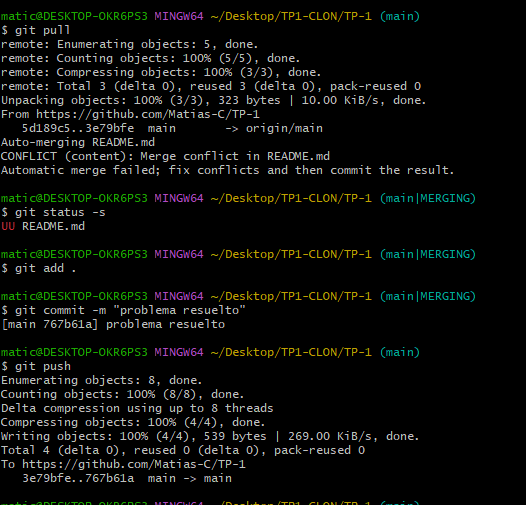 matic@DESKTOP-OKR6PS3 MINGW64 ~/Desktop/TP1-CLON/TP-1 (main)
$ git pull
remote: Enumerating objects: 5, done.
remote: Counting objects: 100% (5/5), done.
remote: Compressing objects: 100% (3/3), done.
remote: Total 3 (delta 0), reused 3 (delta 0), pack-reused 0
Unpacking objects: 100% (3/3), 323 bytes | 10.00 KiB/s, done.
From https://github.com/Matias-C/TP-1
   5d189c5..3e79bfe  main       -> origin/main
Auto-merging README.md
CONFLICT (content): Merge conflict in README.md
Automatic merge failed; fix conflicts and then commit the result.
matic@DESKTOP-OKR6PS3 MINGW64 ~/Desktop/TP1-CLON/TP-1 (main|MERGING)
$ git status -s
UU README.md
matic@DESKTOP-OKR6PS3 MINGW64 ~/Desktop/TP1-CLON/TP-1 (main|MERGING)
$ git add .
matic@DESKTOP-OKR6PS3 MINGW64 ~/Desktop/TP1-CLON/TP-1 (main|MERGING)
$ git commit -m "problema resuelto"
[main 767b61a] problema resuelto
matic@DESKTOP-OKR6PS3 MINGW64 ~/Desktop/TP1-CLON/TP-1 (main)
$ git push
Enumerating objects: 8, done.
Counting objects: 100% (8/8), done.
Delta compression using up to 8 threads
Compressing objects: 100% (4/4), done.
Writing objects: 100% (4/4), 539 bytes | 269.00 KiB/s, done.
Total 4 (delta 0), reused 0 (delta 0), pack-reused 0
To https://github.com/Matias-C/TP-1
   3e79bfe..767b61a  main -> main
matic@DESKTOP-OKR6PS3 MINGW64 ~/Desktop/TP1-CLON/TP-1 (main)